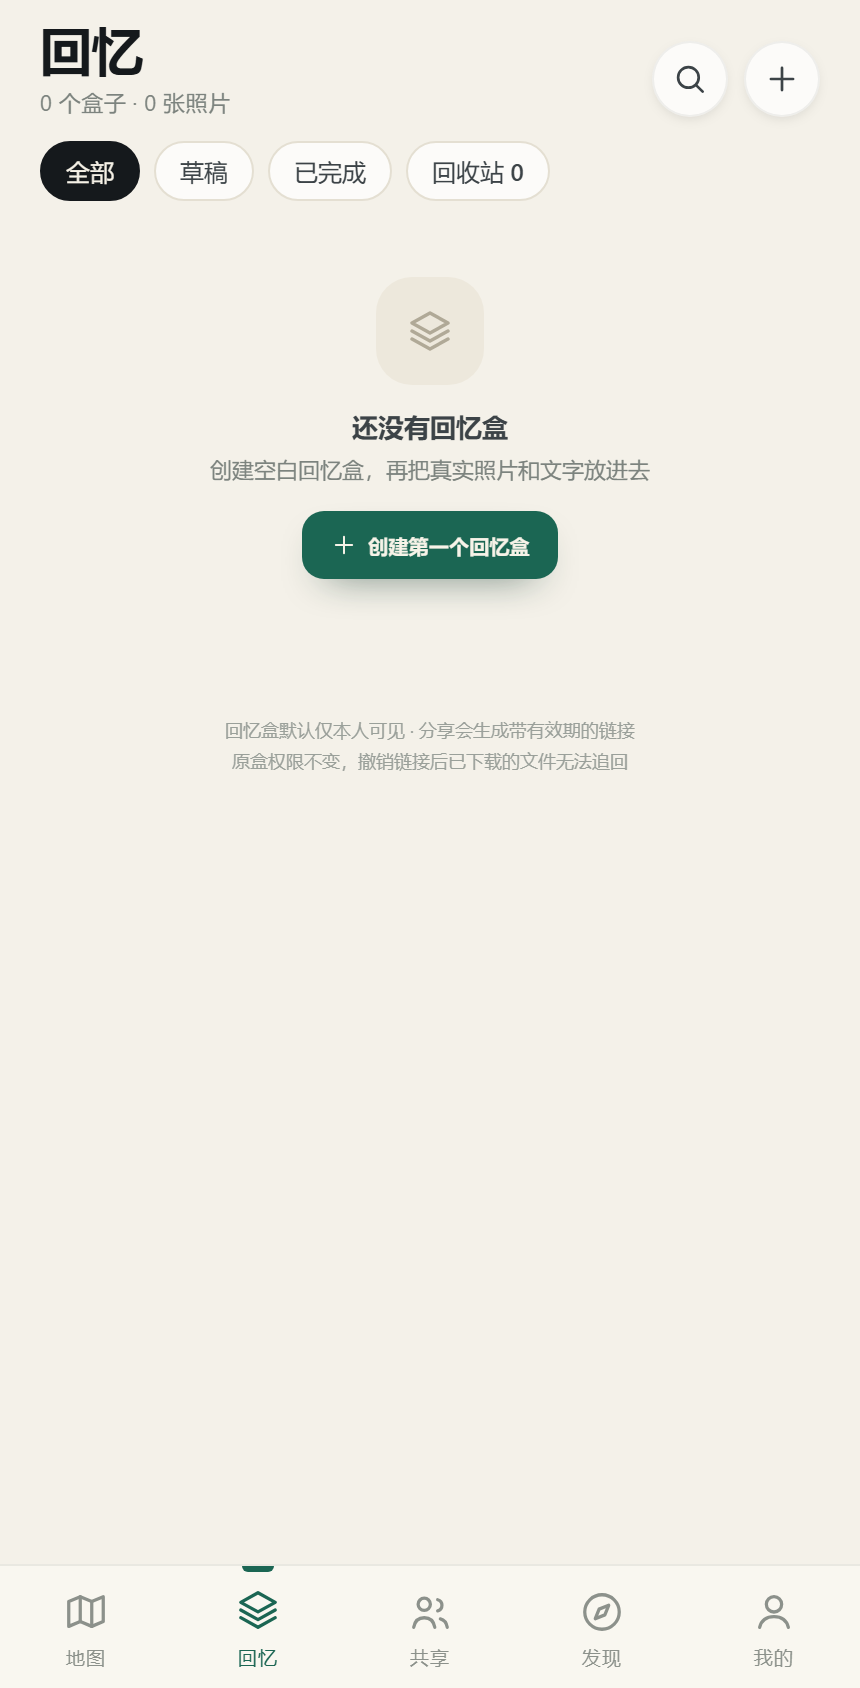 回忆
0 个盒子 · 0 张照片
全部
草稿
已完成
回收站 0
还没有回忆盒
创建空白回忆盒，再把真实照片和文字放进去
创建第一个回忆盒
回忆盒默认仅本人可见 · 分享会生成带有效期的链接
原盒权限不变，撤销链接后已下载的文件无法追回
地图
回忆
共享
发现
我的